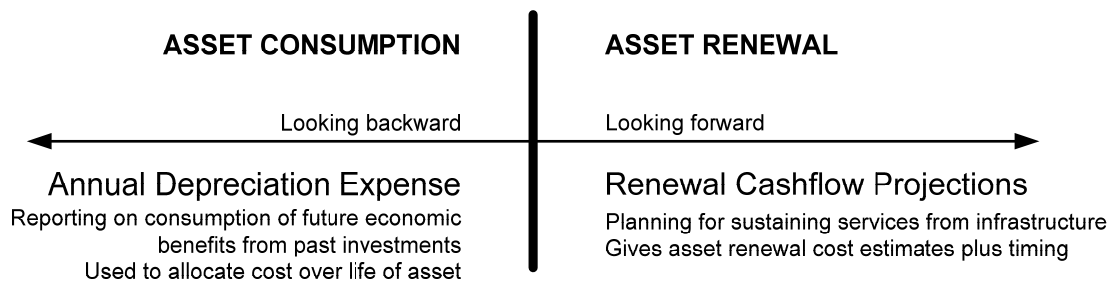 ASSET CONSUMPTION
Looking backward
Annual Depreciation Expense
Reporting on consumption of future economic
benefits from past investments
Used to allocate cost over life of asset
ASSET RENEWAL
Looking forward
Renewal Cashflow Projections
Planning for sustaining services from infrastructure
Gives asset renewal cost estimates plus timing